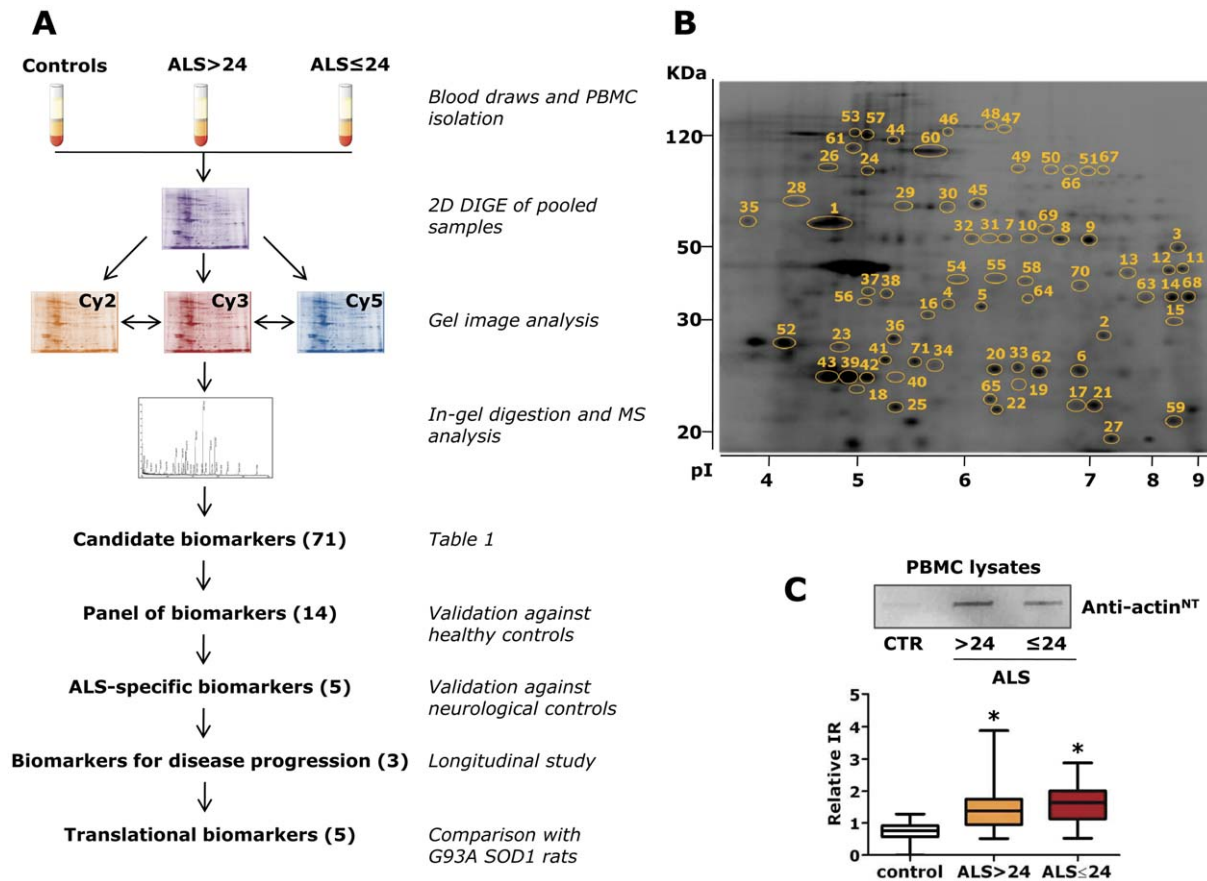 A
Controls
ALS>24
ALS≤24
Blood draws and PBMC
isolation
2D DIGE of pooled
samples
Cy2
Cy3
Cy5
Gel image analysis
In-gel digestion and MS
analysis
Candidate biomarkers (71)
Table 1
Panel of biomarkers (14)
Validation against
healthy controls
ALS-specific biomarkers (5)
Validation against
neurological controls
Biomarkers for disease progression (3)
Longitudinal study
Translational biomarkers (5)
Comparison with
G93A SOD1 rats
B
KDa
120
50
30
20
53 57 44 46 48 47
61 60
26 24 49 50 51 67
66
28 29 30 45
35 1 69
32 31 7 10 8 9 3
13 12 11
37 38 54 55 58 70
56 16 4 5 64 63 14 68
15
52 23 36 2
41 71 34 20 33 62 6
43 39 42 40
18 25 65 22 19 17 21
59
27
pI
4 5 6 7 8 9
C
PBMC lysates
Anti-actinᴺᵀ
CTR >24 ≤24
ALS
Relative IR
5
4
3
2
1
0
* *
control ALS>24 ALS≤24